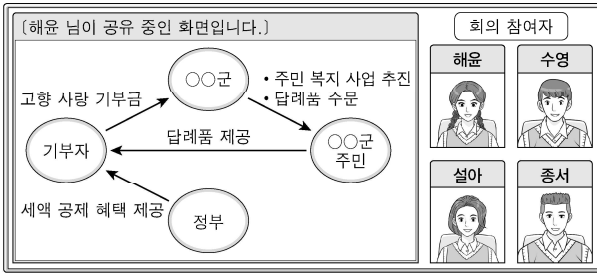 〔해윤 님이 공유 중인 화면입니다.〕
회의 참여자
해윤
수영
설아
종서
○○군
• 주민 복지 사업 추진
• 답례품 수문
고향 사랑 기부금
답례품 제공
기부자
○○군
주민
세액 공제 혜택 제공
정부